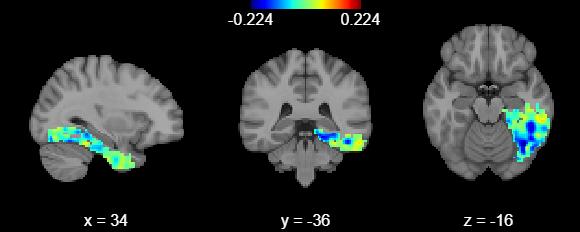 -0.224 0.224
x = 34 y = -36 z = -16